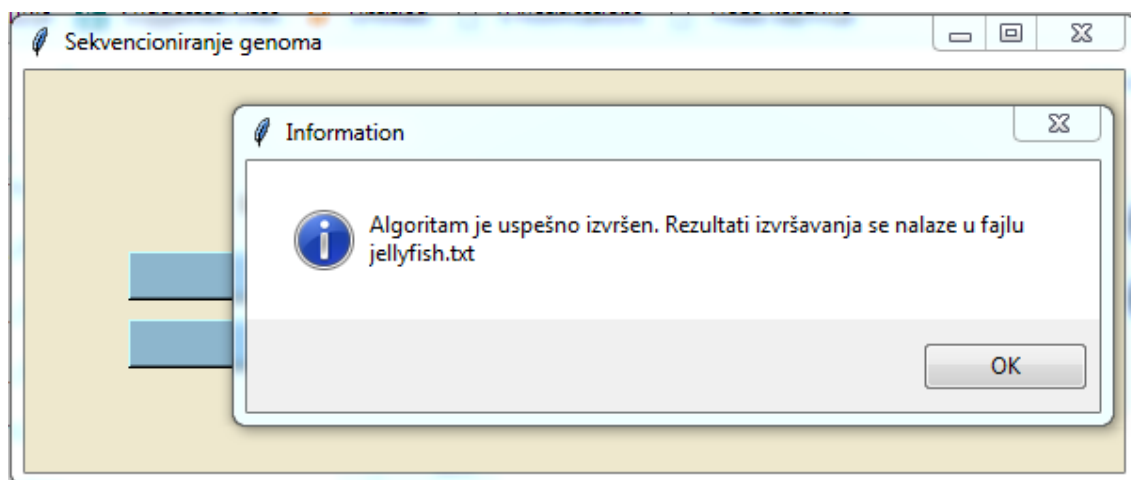 Sekvencioniranje genoma
Information
Algoritam je uspešno izvršen. Rezultati izvršavanja se nalaze u fajlu
jellyfish.txt
OK